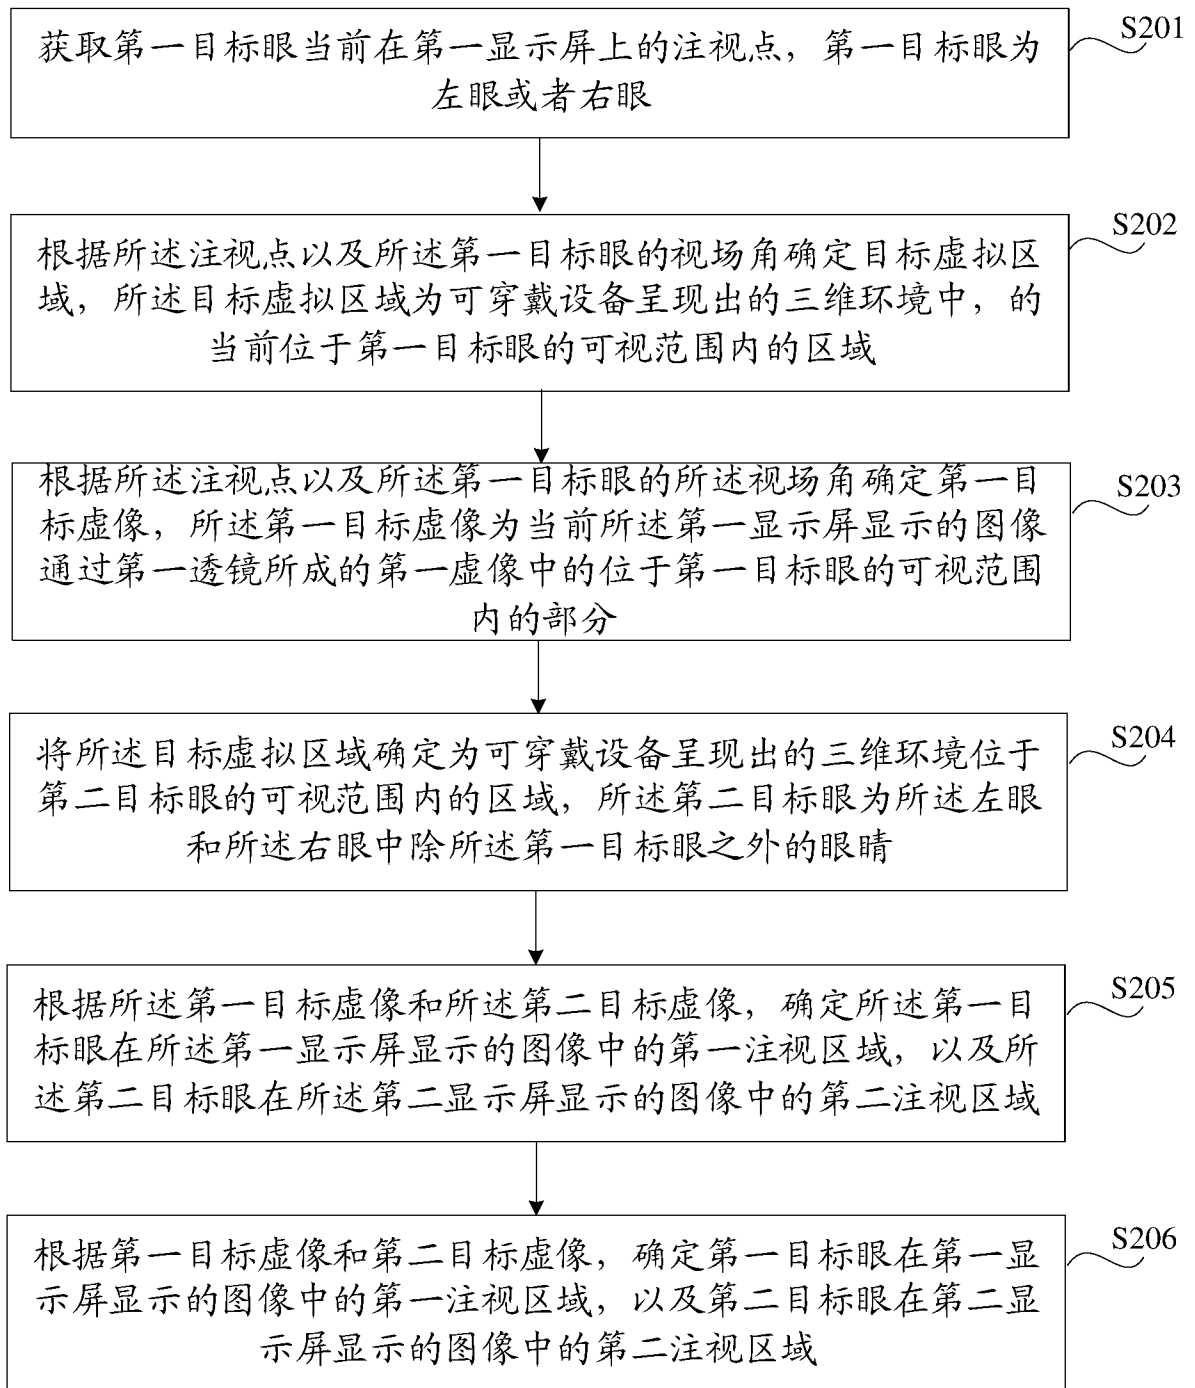 获取第一目标眼当前在第一显示屏上的注视点，第一目标眼为
左眼或者右眼
S201
根据所述注视点以及所述第一目标眼的视场角确定目标虚拟区
域，所述目标虚拟区域为可穿戴设备呈现出的三维环境中，的
当前位于第一目标眼的可视范围内的区域
S202
根据所述注视点以及所述第一目标眼的所述视场角确定第一目
标虚像，所述第一目标虚像为当前所述第一显示屏显示的图像
通过第一透镜所成的第一虚像中的位于第一目标眼的可视范围
内的部分
S203
将所述目标虚拟区域确定为可穿戴设备呈现出的三维环境位于
第二目标眼的可视范围内的区域，所述第二目标眼为所述左眼
和所述右眼中除所述第一目标眼之外的眼睛
S204
根据所述第一目标虚像和所述第二目标虚像，确定所述第一目
标眼在所述第一显示屏显示的图像中的第一注视区域，以及所
述第二目标眼在所述第二显示屏显示的图像中的第二注视区域
S205
根据第一目标虚像和第二目标虚像，确定第一目标眼在第一显
示屏显示的图像中的第一注视区域，以及第二目标眼在第二显
示屏显示的图像中的第二注视区域
S206